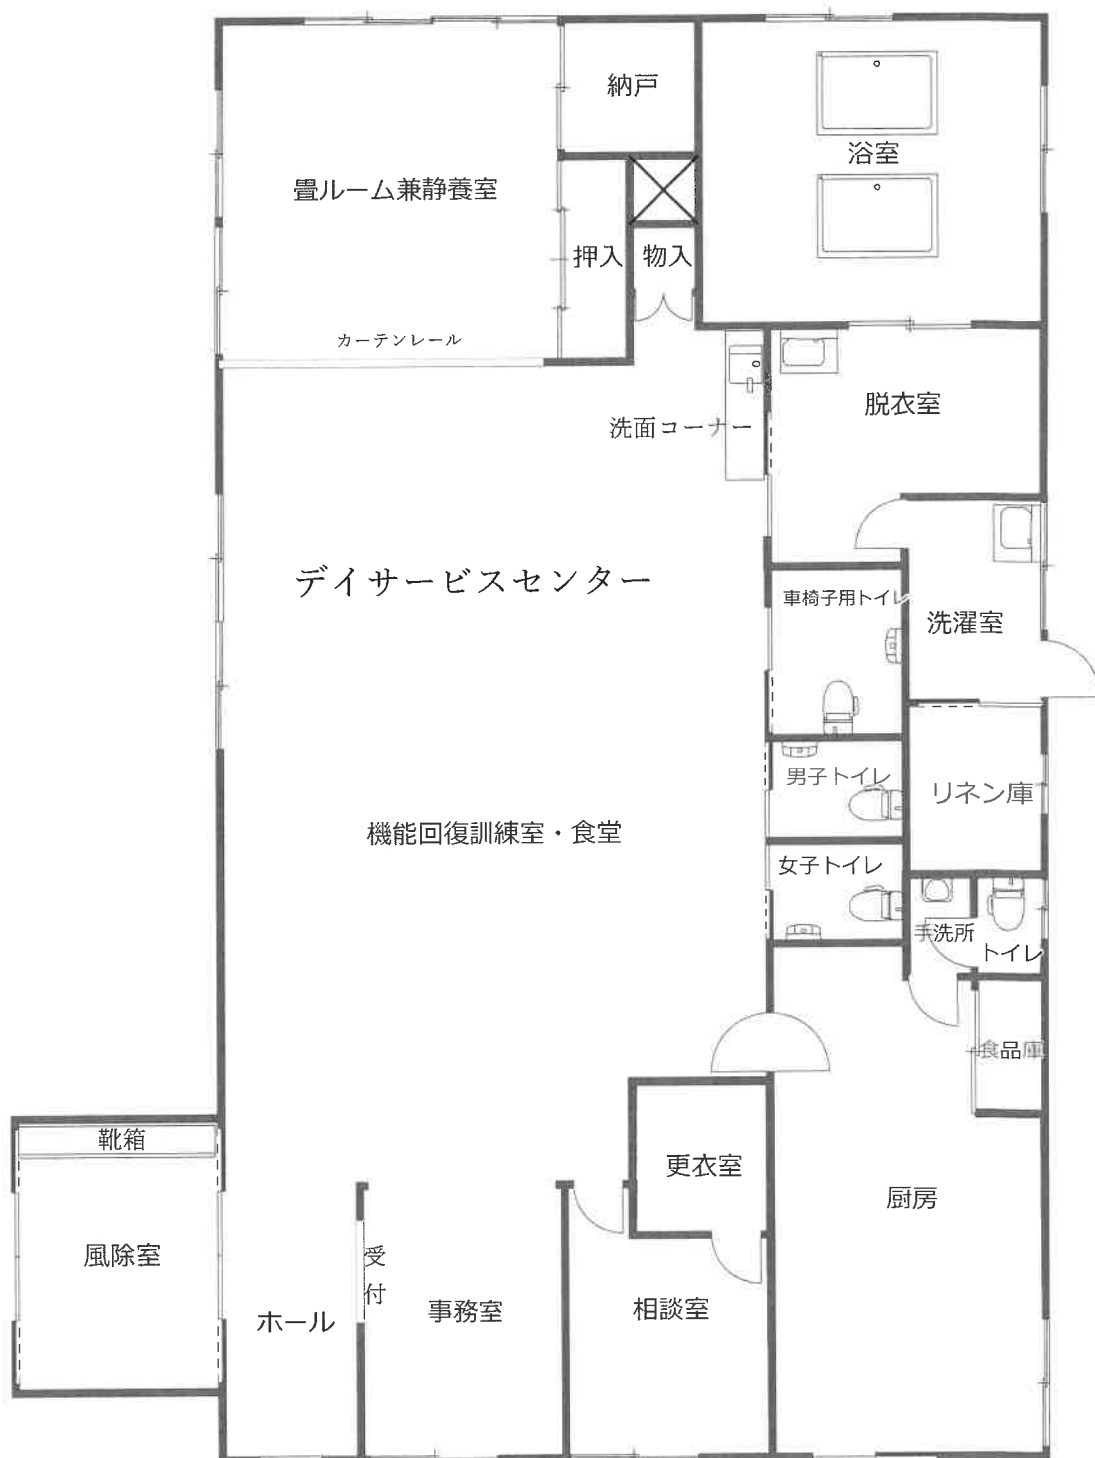 納戸
浴室
畳ルーム兼静養室
押入
物入
カーテンレール
脱衣室
洗面コーナー
デイサービスセンター
車椅子用トイレ
洗濯室
男子トイレ
リネン庫
機能回復訓練室・食堂
女子トイレ
手洗所
トイレ
食品庫
靴箱
更衣室
厨房
風除室
受付
ホール
事務室
相談室